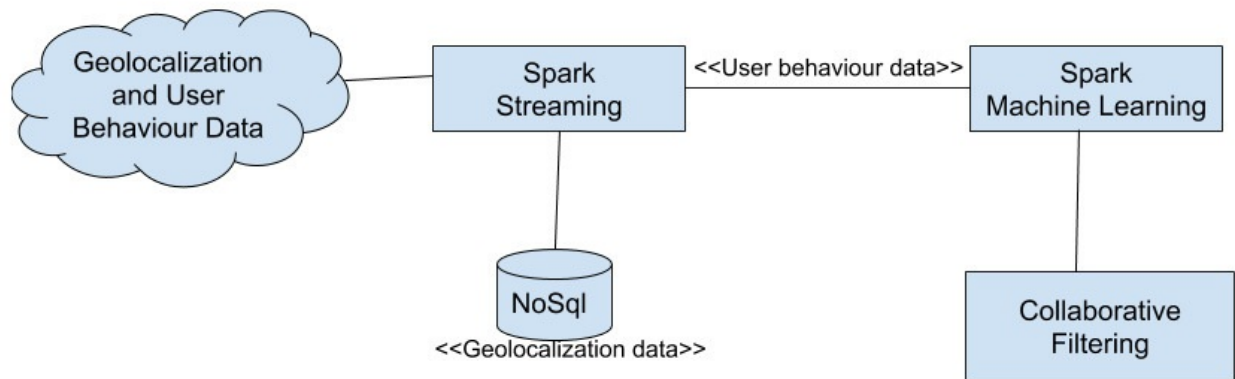 Geolocalization
and User
Behaviour Data
Spark
Streaming
<<User behaviour data>>
Spark
Machine Learning
NoSql
<<Geolocalization data>>
Collaborative
Filtering